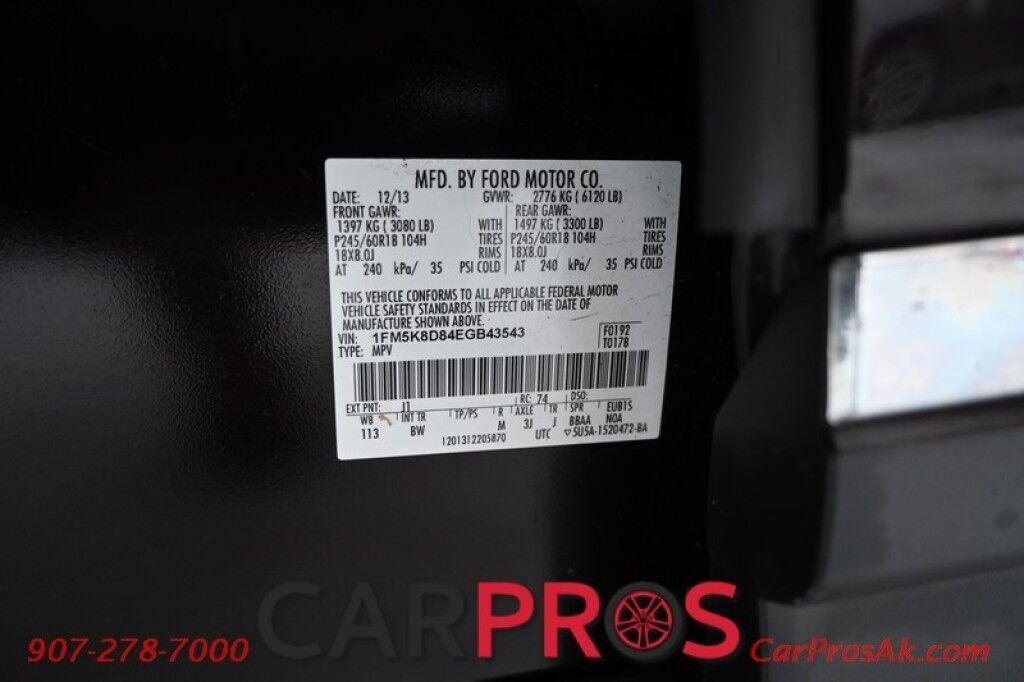 MFD. BY FORD MOTOR CO.
DATE: 12/13 GVWR: 2776 KG ( 6120 LB)
FRONT GAWR: REAR GAWR:
1397 KG ( 3080 LB) WITH 1497 KG ( 3300 LB) WITH
P245/60R18 104H TIRES P245/60R18 104H TIRES
18X8.0J RIMS 18X8.0J RIMS
AT 240 kPa/ 35 PSI COLD AT 240 kPa/ 35 PSI COLD
THIS VEHICLE CONFORMS TO ALL APPLICABLE FEDERAL MOTOR
VEHICLE SAFETY STANDARDS IN EFFECT ON THE DATE OF
MANUFACTURE SHOWN ABOVE.
VIN: 1FM5K8D84EGB43543 F0192
TYPE: MPV T0178
EXT PNT: J1 RC: 74 DSO:
WB INT TR TP/PS R AXLE TR SPR EUB1S
113 BW M 3J J BBAA NOA
1201312205870 UTC ▽5U5A-1520472-BA
CARPROS
907-278-7000 CarProsAk.com